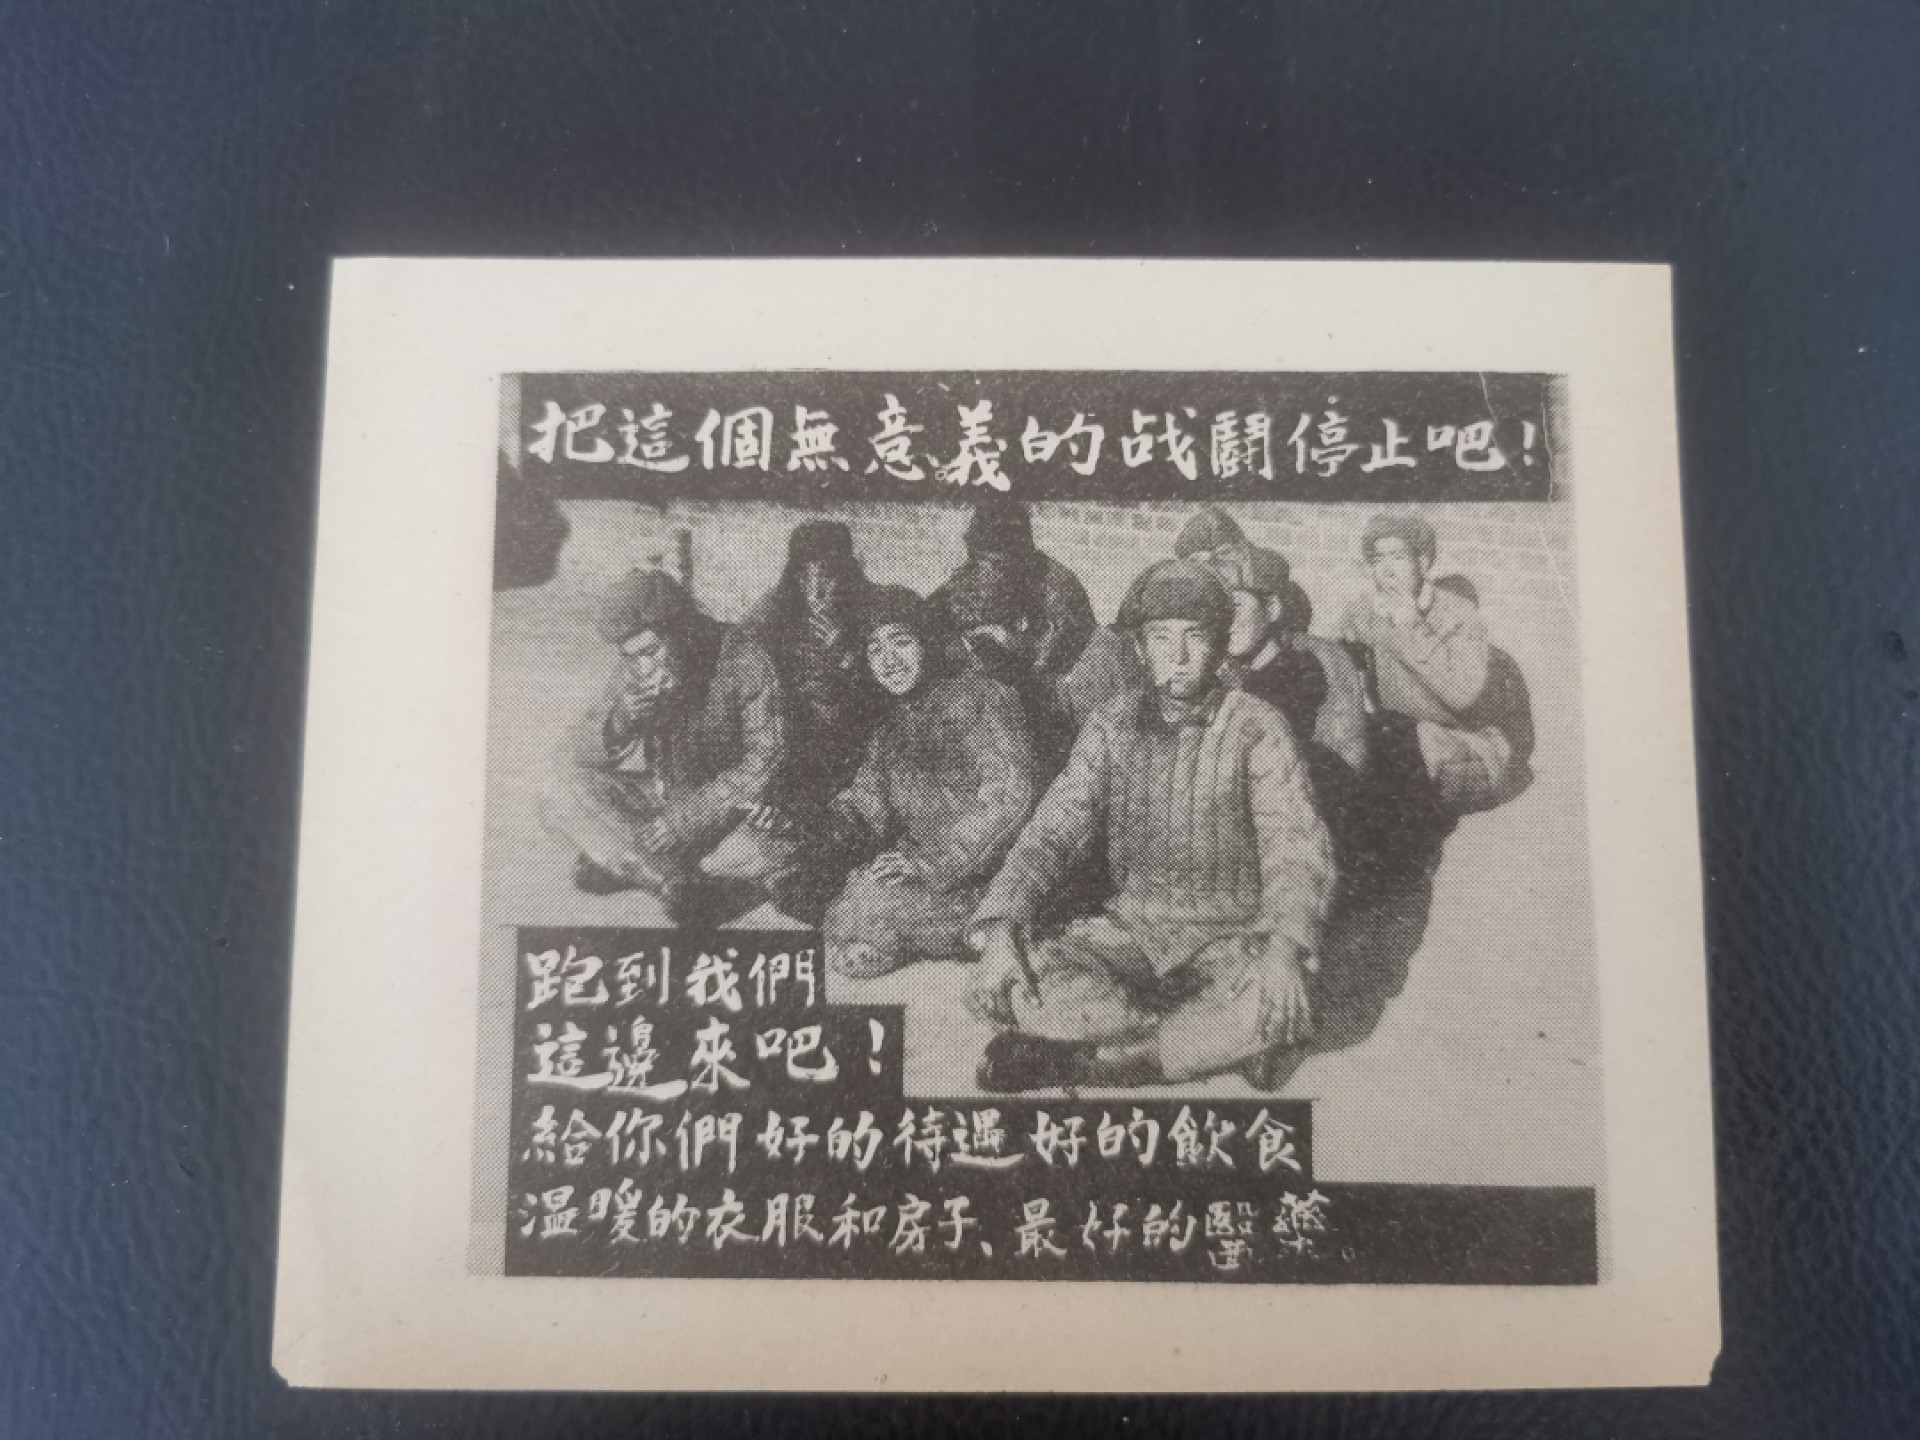 把這個無意義的战鬪停止吧!
跑到我們
這邊來吧!
給你們好的待遇好的飲食
温暖的衣服和房子、最好的醫藥。